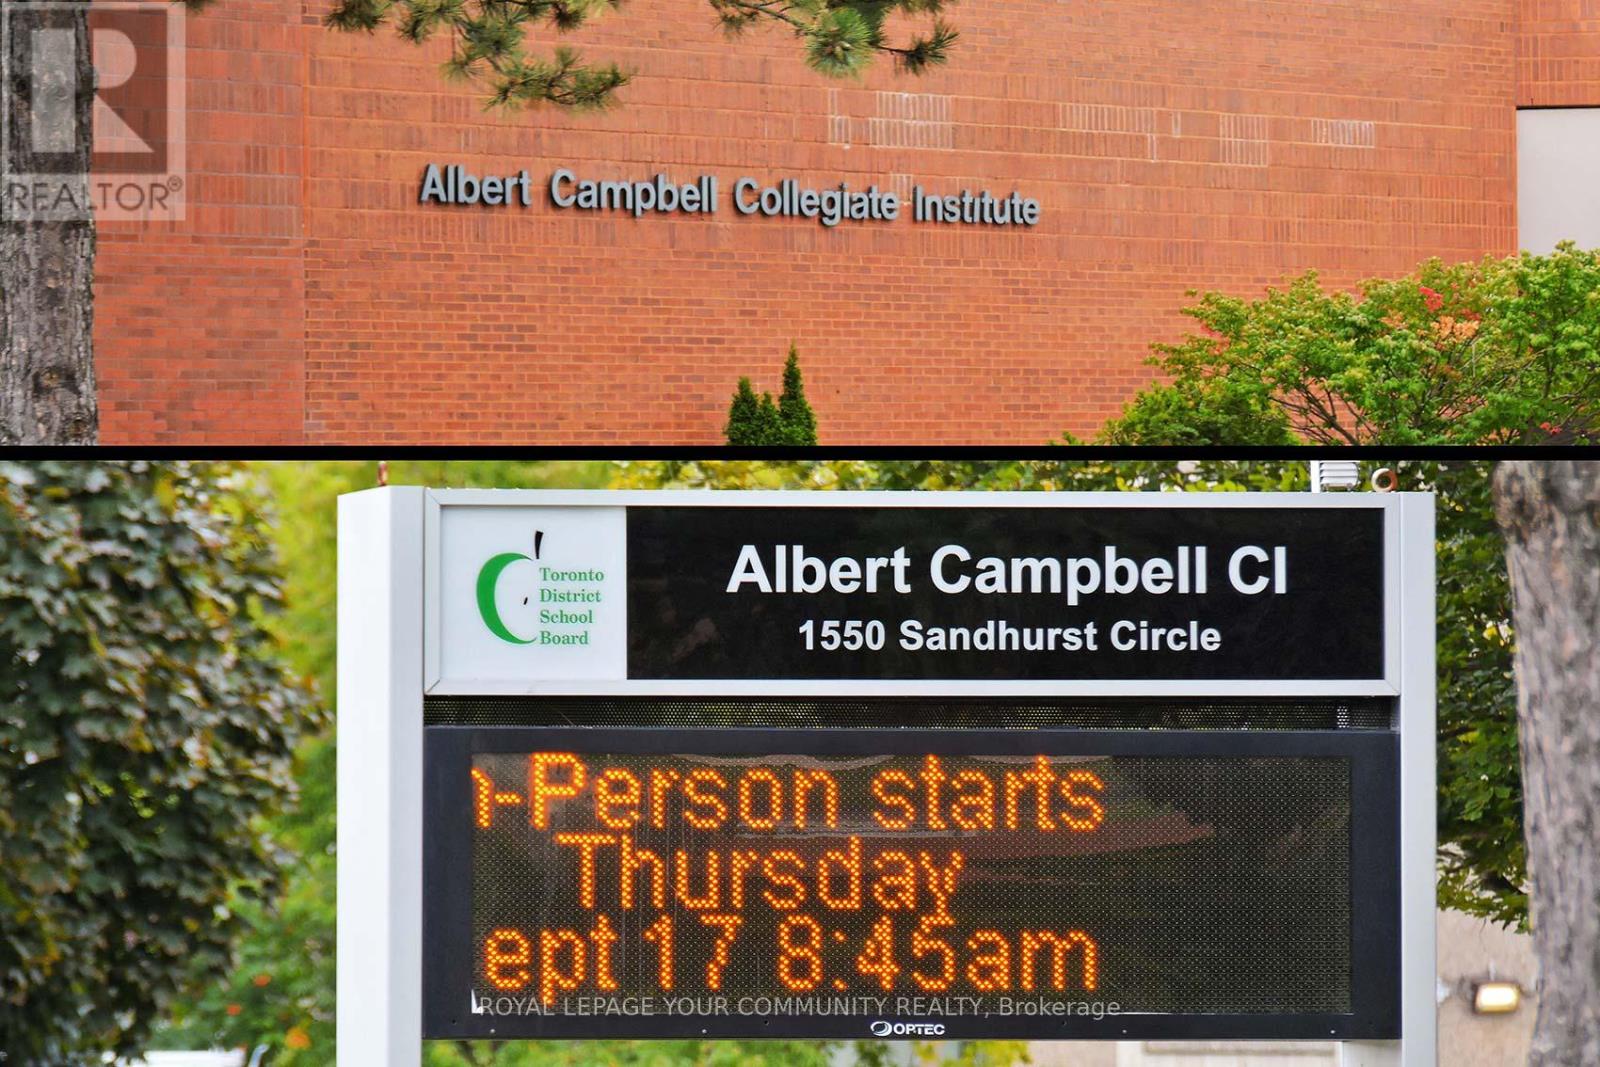 REALTOR®
Albert Campbell Collegiate Institute
Toronto
District
School
Board
Albert Campbell CI
1550 Sandhurst Circle
-Person starts
Thursday
ept 17 8:45am
ROYAL LEPAGE YOUR COMMUNITY REALTY, Brokerage
OPTEC